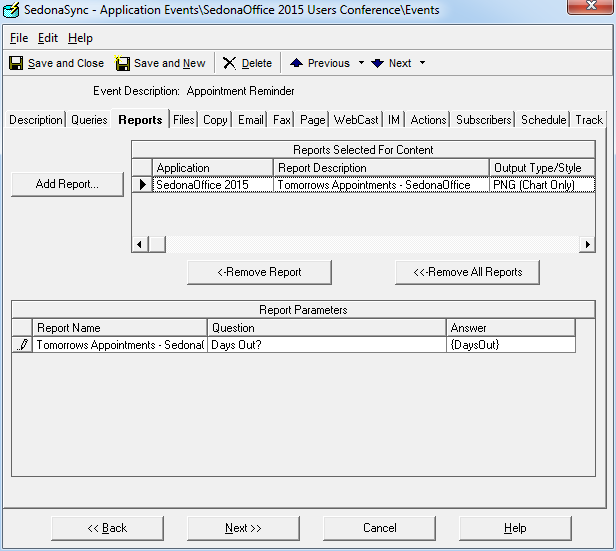 SedonaSync - Application Events\SedonaOffice 2015 Users Conference\Events
File Edit Help
Save and Close Save and New Delete Previous Next
Event Description: Appointment Reminder
Description Queries Reports Files Copy Email Fax Page WebCast IM Actions Subscribers Schedule Track
Reports Selected For Content
Application Report Description Output Type/Style
Add Report...
SedonaOffice 2015 Tomorrows Appointments - SedonaOffice PNG (Chart Only)
<-Remove Report <<-Remove All Reports
Report Parameters
Report Name Question Answer
Tomorrows Appointments - Sedona Days Out? {DaysOut}
<< Back Next >> Cancel Help